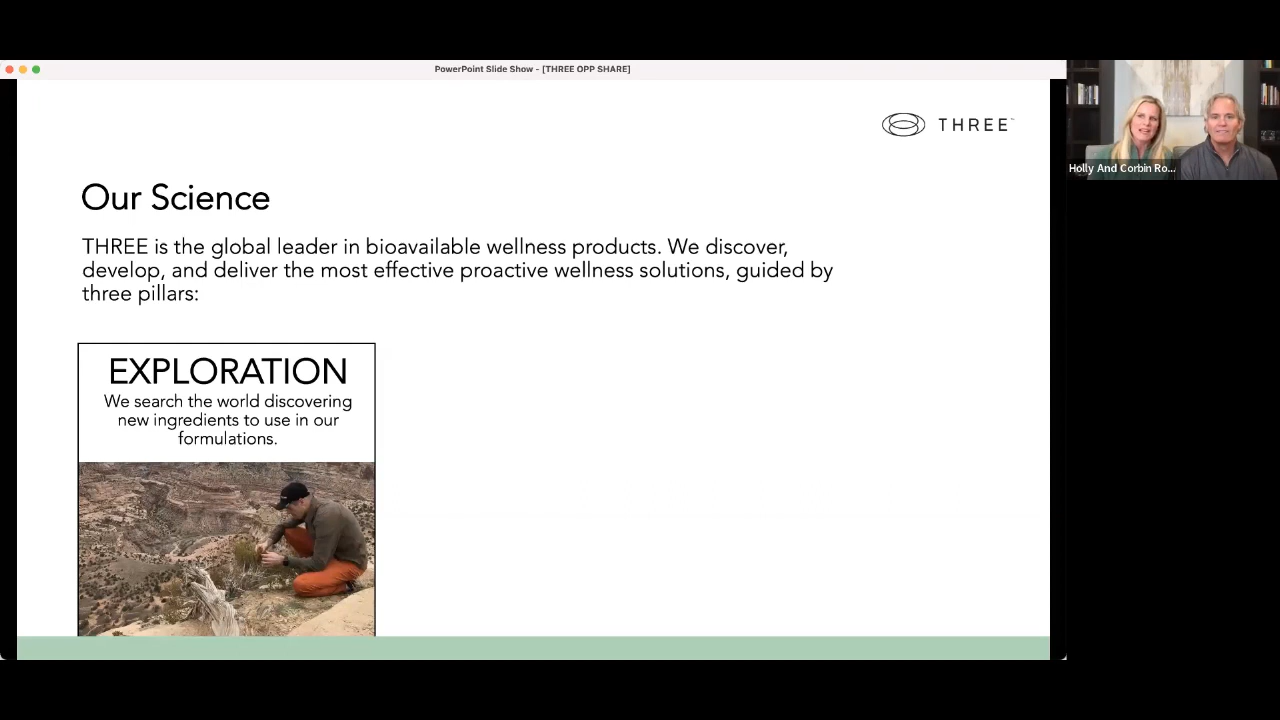 PowerPoint Slide Show - [THREE OPP SHARE]
THREE™
Holly And Corbin Ro...
Our Science
THREE is the global leader in bioavailable wellness products. We discover,
develop, and deliver the most effective proactive wellness solutions, guided by
three pillars:
EXPLORATION
We search the world discovering
new ingredients to use in our
formulations.